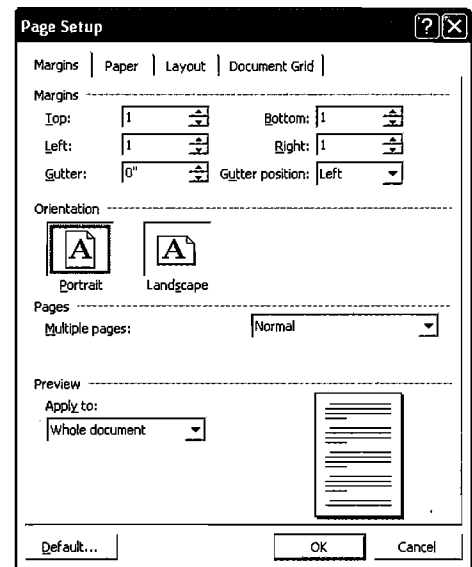 Page Setup ? X
Margins Paper Layout Document Grid
Margins
Top: 1 Bottom: 1
Left: 1 Right: 1
Gutter: 0" Gutter position: Left
Orientation
A A
Portrait Landscape
Pages
Multiple pages: Normal
Preview
Apply to:
Whole document
Default... OK Cancel